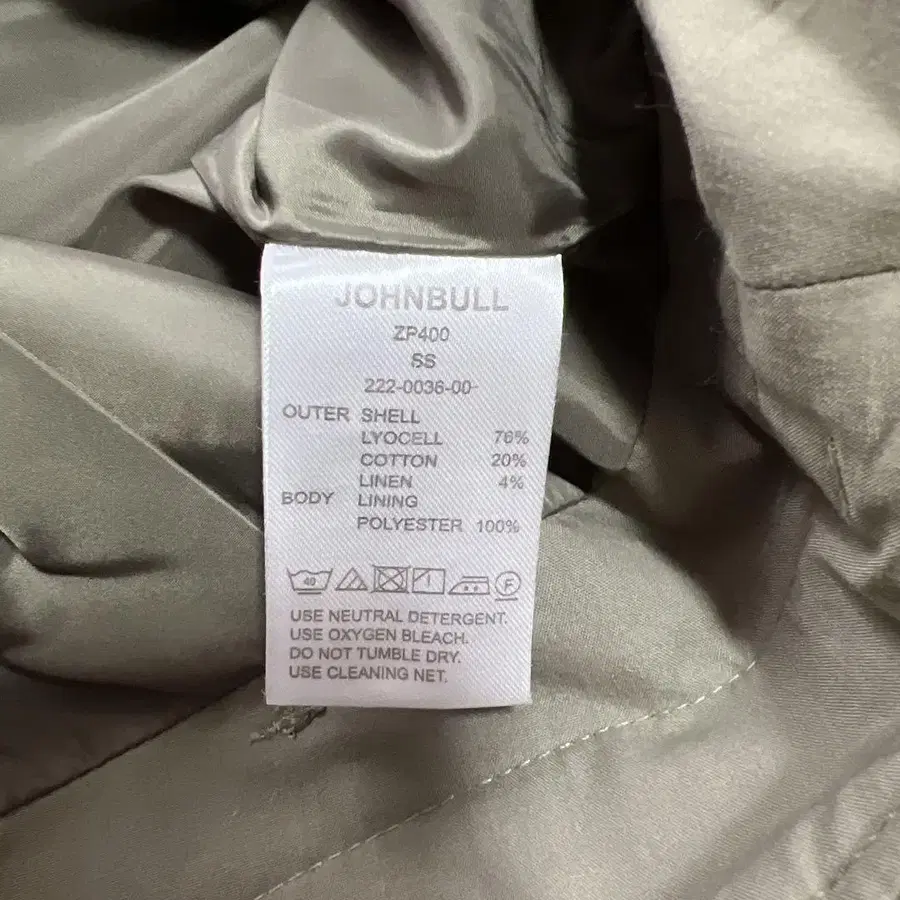 JOHNBULL
ZP400
SS
222-0036-00
OUTER SHELL
LYOCELL 76%
COTTON 20%
LINEN 4%
BODY LINING
POLYESTER 100%
40 F
USE NEUTRAL DETERGENT.
USE OXYGEN BLEACH.
DO NOT TUMBLE DRY.
USE CLEANING NET.